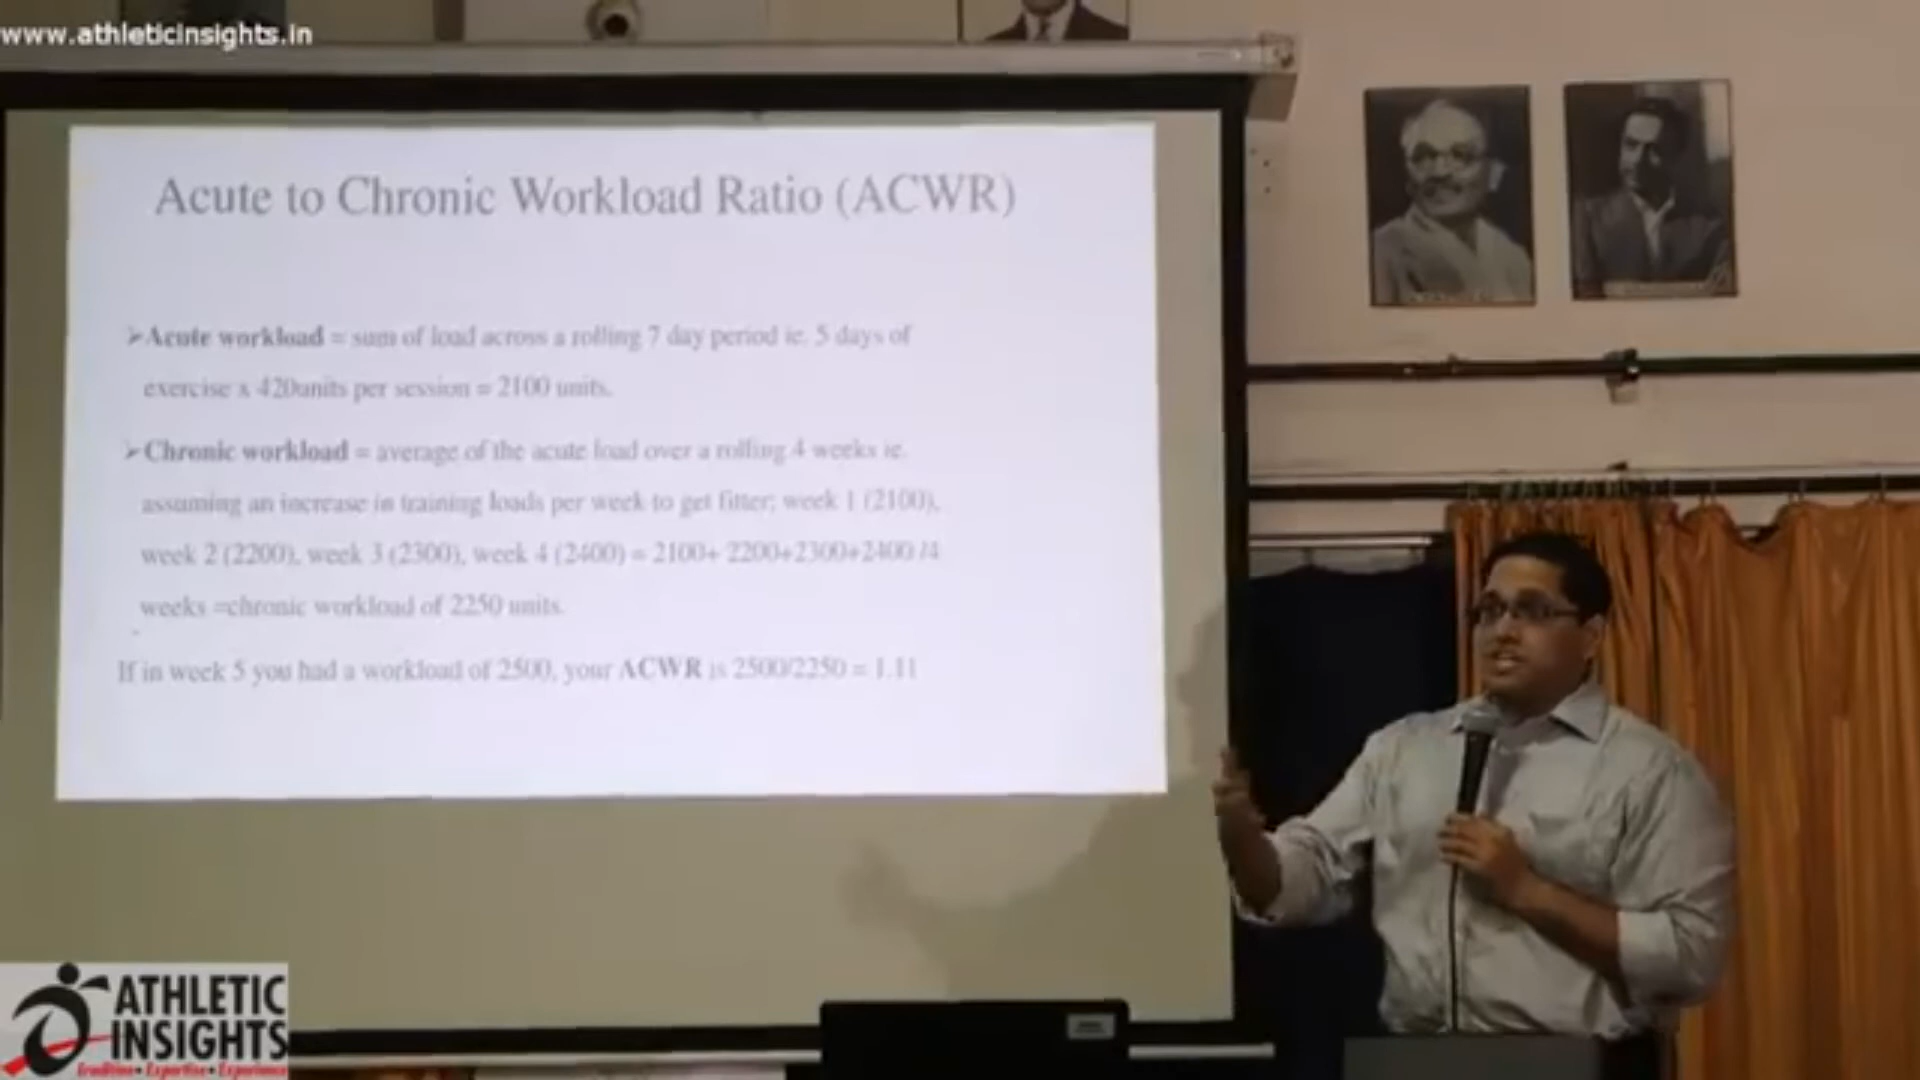 www.athleticinsights.in
Acute to Chronic Workload Ratio (ACWR)
➢Acute workload = sum of load across a rolling 7 day period ie. 5 days of
exercise x 420units per session = 2100 units.
➢Chronic workload = average of the acute load over a rolling 4 weeks ie.
assuming an increase in training loads per week to get fitter; week 1 (2100),
week 2 (2200), week 3 (2300), week 4 (2400) = 2100+ 2200+2300+2400 /4
weeks =chronic workload of 2250 units.
If in week 5 you had a workload of 2500, your ACWR is 2500/2250 = 1.11
ATHLETIC
INSIGHTS
Tradition • Expertise • Experience